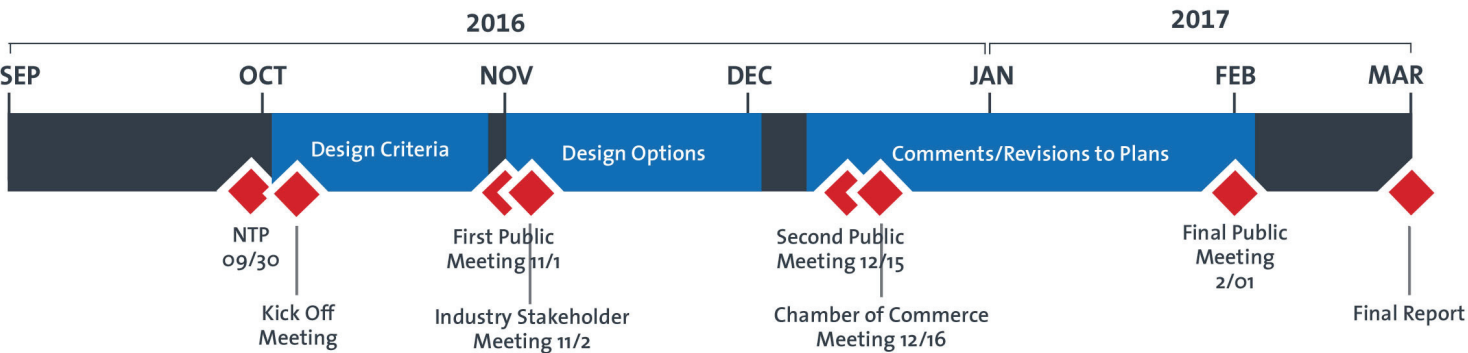 2016
2017
SEP
OCT
NOV
DEC
JAN
FEB
MAR
Design Criteria
Design Options
Comments/Revisions to Plans
NTP
09/30
First Public
Meeting 11/1
Second Public
Meeting 12/15
Final Public
Meeting
2/01
Kick Off
Meeting
Industry Stakeholder
Meeting 11/2
Chamber of Commerce
Meeting 12/16
Final Report